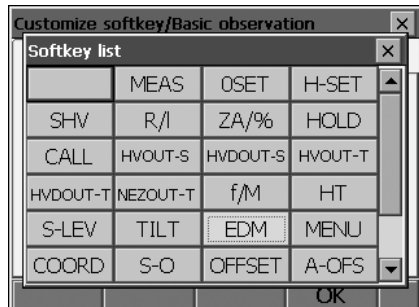 Customize softkey/Basic observation
Softkey list
MEAS 0SET H-SET
SHV R/I ZA/% HOLD
CALL HVOUT-S HVDOUT-S HVOUT-T
HVDOUT-T NEZOUT-T f/M HT
S-LEV TILT EDM MENU
COORD S-O OFFSET A-OFS
OK